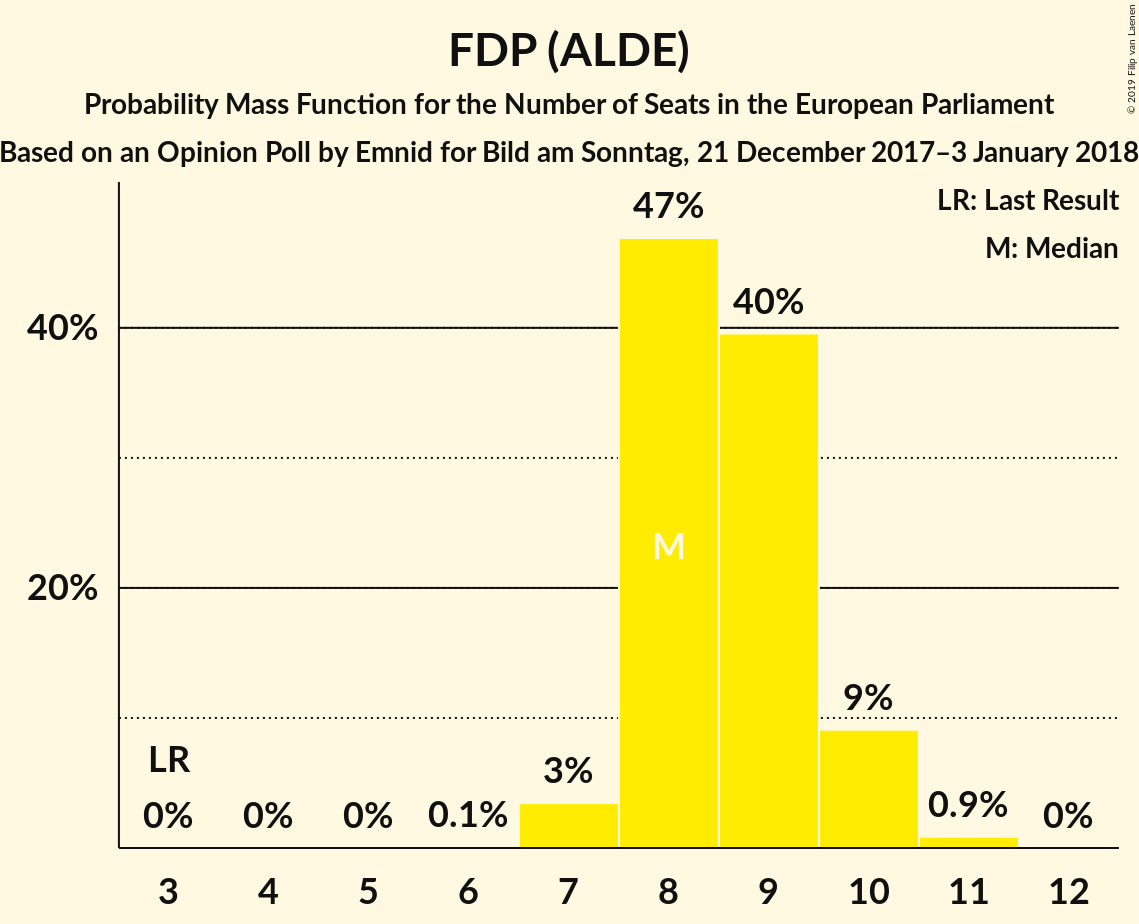 FDP (ALDE)
Probability Mass Function for the Number of Seats in the European Parliament
Based on an Opinion Poll by Emnid for Bild am Sonntag, 21 December 2017–3 January 2018
© 2019 Filip van Laenen
LR: Last Result
M: Median
47%
40%
40%
M
20%
9%
LR
3%
0%
0%
0%
0.1%
0.9%
0%
3 4 5 6 7 8 9 10 11 12